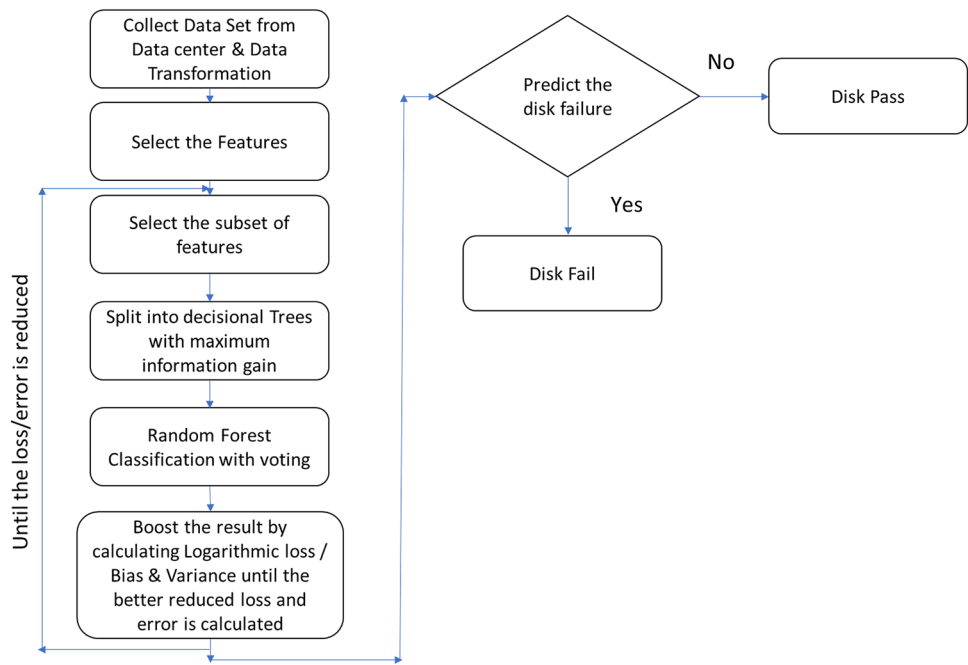 Collect Data Set from
Data center & Data
Transformation
Select the Features
Select the subset of
features
Split into decisional Trees
with maximum
information gain
Random Forest
Classification with voting
Boost the result by
calculating Logarithmic loss /
Bias & Variance until the
better reduced loss and
error is calculated
Until the loss/error is reduced
Predict the
disk failure
No
Disk Pass
Yes
Disk Fail